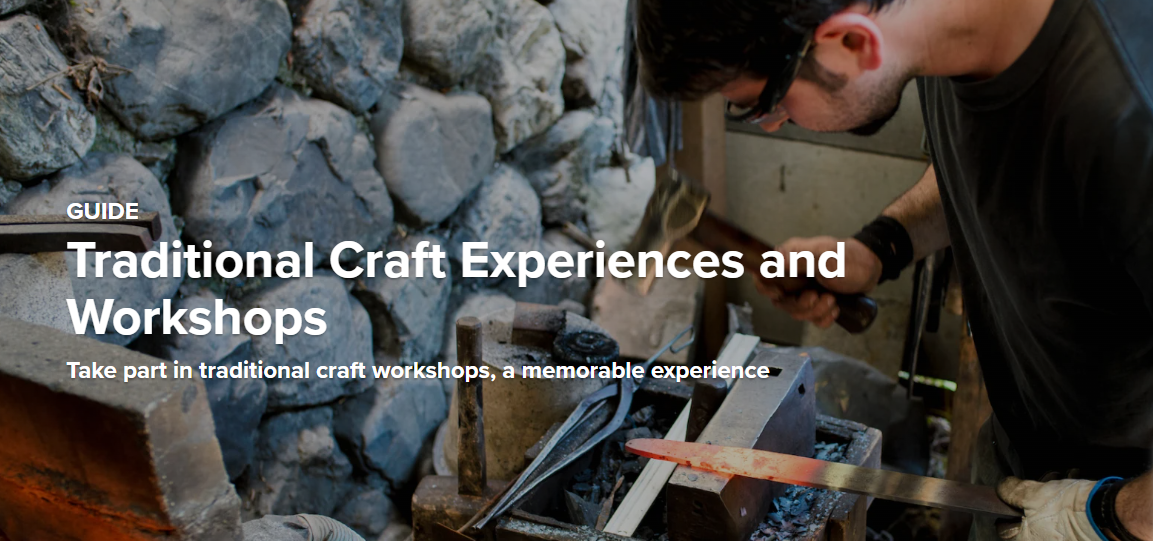 GUIDE
Traditional Craft Experiences and
Workshops
Take part in traditional craft workshops, a memorable experience